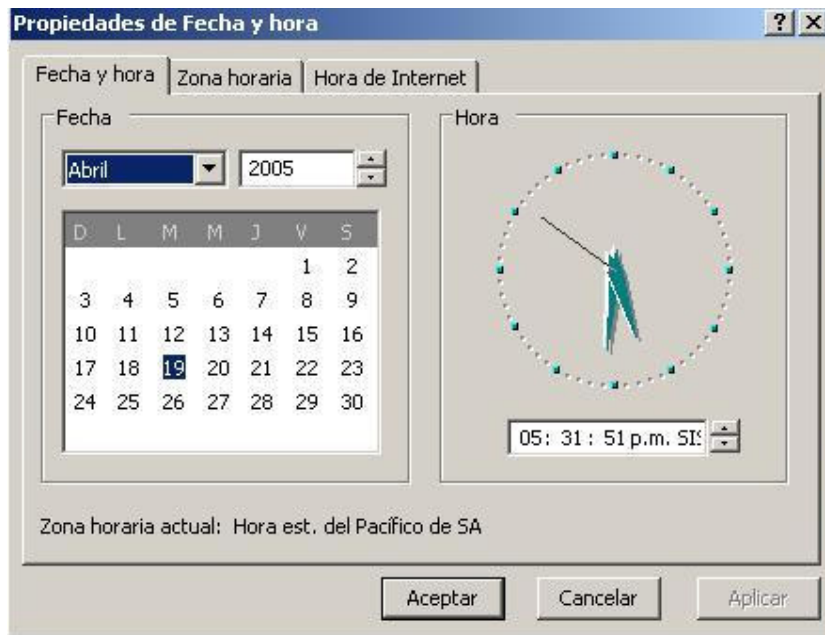 Propiedades de Fecha y hora
Fecha y hora
Zona horaria
Hora de Internet
Fecha
Abril
2005
D L M M J V S
1 2
3 4 5 6 7 8 9
10 11 12 13 14 15 16
17 18 19 20 21 22 23
24 25 26 27 28 29 30
Hora
05: 31: 51 p.m. SIS
Zona horaria actual: Hora est. del Pacífico de SA
Aceptar
Cancelar
Aplicar